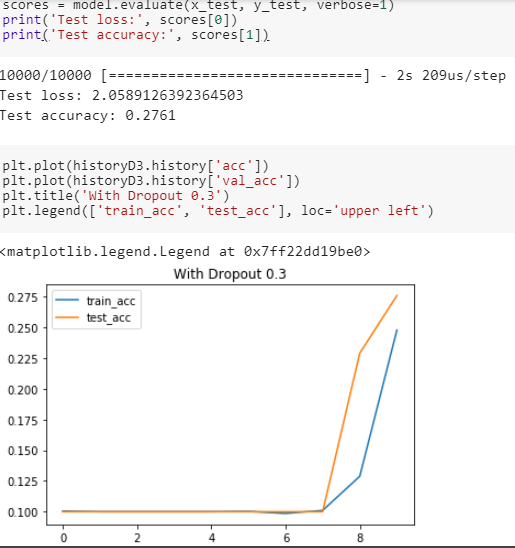 scores = model.evaluate(x_test, y_test, verbose=1)
print('Test loss:', scores[0])
print('Test accuracy:', scores[1])
10000/10000 [==============================] - 2s 209us/step
Test loss: 2.0589126392364503
Test accuracy: 0.2761
plt.plot(historyD3.history['acc'])
plt.plot(historyD3.history['val_acc'])
plt.title('With Dropout 0.3')
plt.legend(['train_acc', 'test_acc'], loc='upper left')
<matplotlib.legend.Legend at 0x7ff22dd19be0>
With Dropout 0.3
train_acc
test_acc
0.275
0.250
0.225
0.200
0.175
0.150
0.125
0.100
0 2 4 6 8